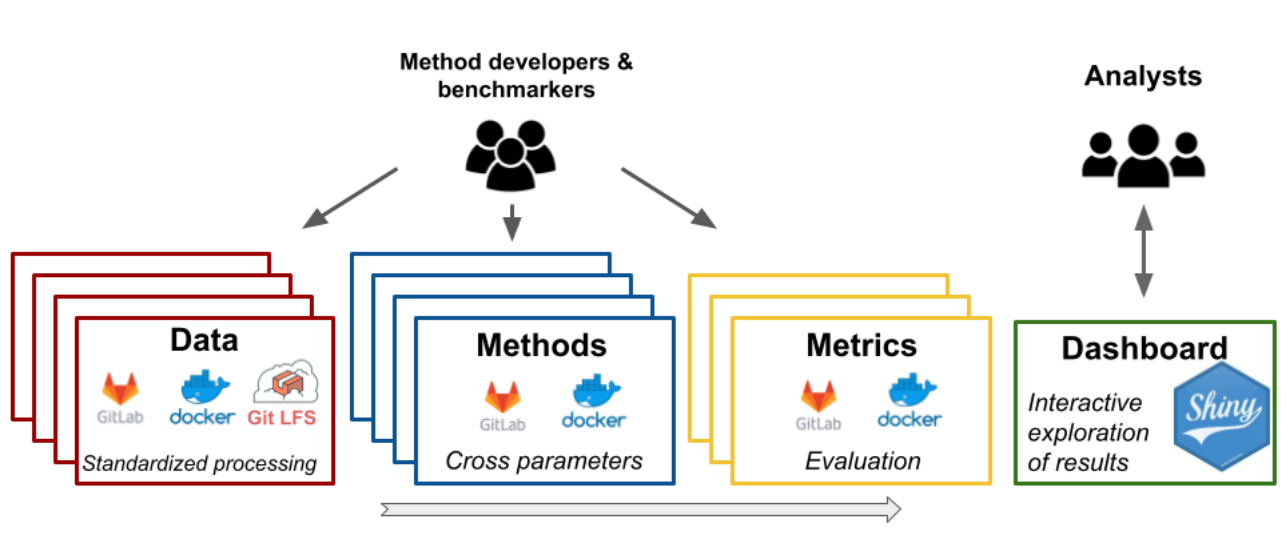 Method developers &
benchmarkers
Analysts
Data
GitLab
docker
Git LFS
Standardized processing
Methods
GitLab
docker
Cross parameters
Metrics
GitLab
docker
Evaluation
Dashboard
Interactive
exploration
of results
Shiny